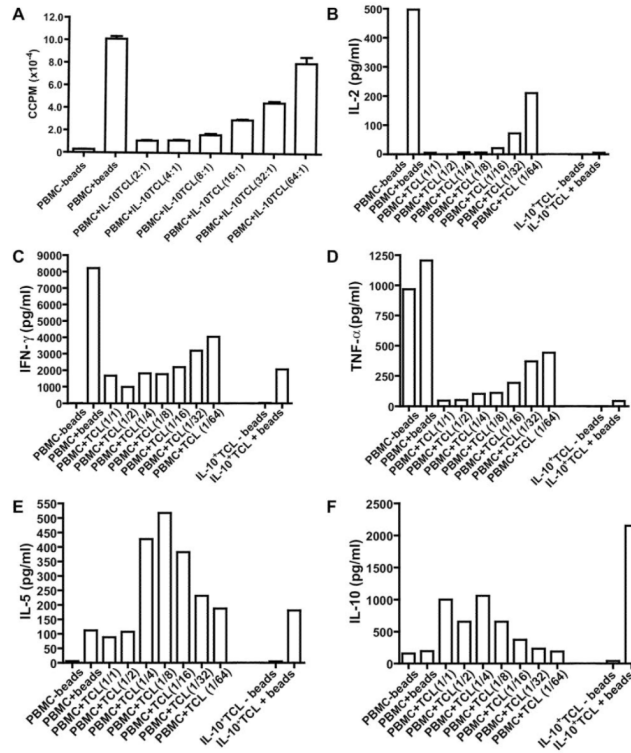 A
CCPM (x10⁻⁴)
12.0
10.0
8.0
6.0
4.0
2.0
0
PBMC-beads
PBMC+beads
PBMC+IL-10TCL(2-1)
PBMC+IL-10TCL(4:1)
PBMC+IL-10TCL(8:1)
PBMC+IL-10TCL(16:1)
PBMC+IL-10TCL(32-1)
PBMC+IL-10TCL(64:1)
B
IL-2 (pg/ml)
500
400
300
200
100
0
PBMC-beads
PBMC+beads
PBMC+TCL(1/1)
PBMC+TCL(1/2)
PBMC+TCL(1/4)
PBMC+TCL(1/8)
PBMC+TCL(1/16)
PBMC+TCL(1/32)
PBMC+TCL (1/64)
IL-10⁺TCL - beads
IL-10⁺TCL + beads
C
IFN-γ (pg/ml)
9000
8000
7000
6000
5000
4000
3000
2000
1000
0
PBMC-beads
PBMC+beads
PBMC+TCL(1/1)
PBMC+TCL(1/2)
PBMC+TCL(1/4)
PBMC+TCL(1/8)
PBMC+TCL(1/16)
PBMC+TCL(1/32)
PBMC+TCL (1/64)
IL-10⁺TCL - beads
IL-10⁺TCL + beads
D
TNF-α(pg/ml)
1250
1000
750
500
250
0
PBMC-beads
PBMC+beads
PBMC+TCL(1/1)
PBMC+TCL(1/2)
PBMC+TCL(1/4)
PBMC+TCL(1/8)
PBMC+TCL(1/16)
PBMC+TCL(1/32)
PBMC+TCL (1/64)
IL-10⁺TCL - beads
IL-10⁺TCL + beads
E
IL-5 (pg/ml)
550
500
450
400
350
300
250
200
150
100
50
0
PBMC-beads
PBMC+beads
PBMC+TCL(1/1)
PBMC+TCL(1/2)
PBMC+TCL(1/4)
PBMC+TCL(1/8)
PBMC+TCL(1/16)
PBMC+TCL(1/32)
PBMC+TCL (1/64)
IL-10⁺TCL - beads
IL-10⁺TCL + beads
F
IL-10 (pg/ml)
2500
2000
1500
1000
500
0
PBMC-beads
PBMC+beads
PBMC+TCL(1/1)
PBMC+TCL(1/2)
PBMC+TCL(1/4)
PBMC+TCL(1/8)
PBMC+TCL(1/16)
PBMC+TCL(1/32)
PBMC+TCL (1/64)
IL-10⁺TCL - beads
IL-10⁺TCL + beads